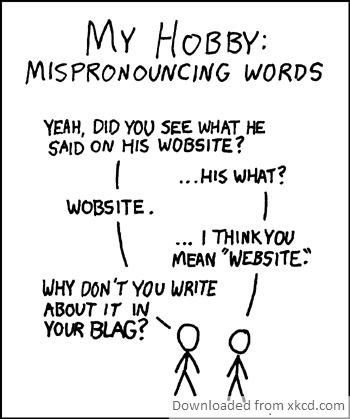 MY HOBBY:
MISPRONOUNCING WORDS
YEAH, DID YOU SEE WHAT HE
SAID ON HIS WOBSITE?
...HIS WHAT?
WOBSITE.
... I THINK YOU
MEAN "WEBSITE."
WHY DON'T YOU WRITE
ABOUT IT IN
YOUR BLAG?
Downloaded from xkcd.com